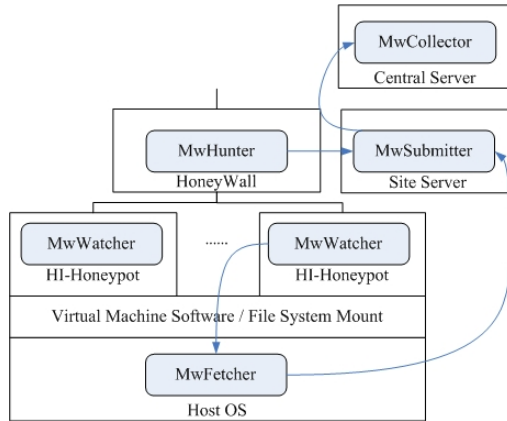 MwCollector
Central Server
MwHunter
HoneyWall
MwSubmitter
Site Server
MwWatcher
HI-Honeypot
......
MwWatcher
HI-Honeypot
Virtual Machine Software / File System Mount
MwFetcher
Host OS